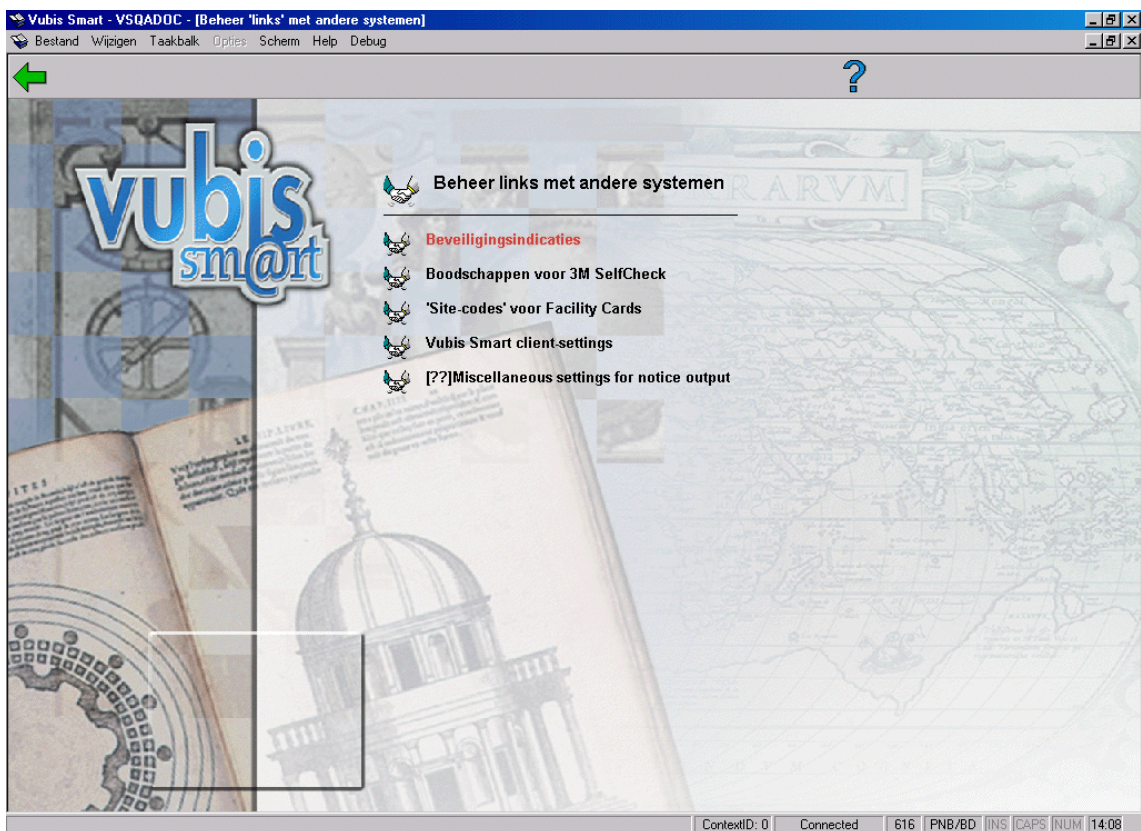 Vubis Smart - VSQADOC - [Beheer 'links' met andere systemen]
Bestand Wijzigen Taakbalk Opties Scherm Help Debug
?
vubis
sm@rt
RARVM
Beheer links met andere systemen
Beveiligingsindicaties
Boodschappen voor 3M SelfCheck
'Site-codes' voor Facility Cards
Vubis Smart client-settings
[??]Miscellaneous settings for notice output
ContextID: 0 Connected 616 PNB/BD INS CAPS NUM 14:08